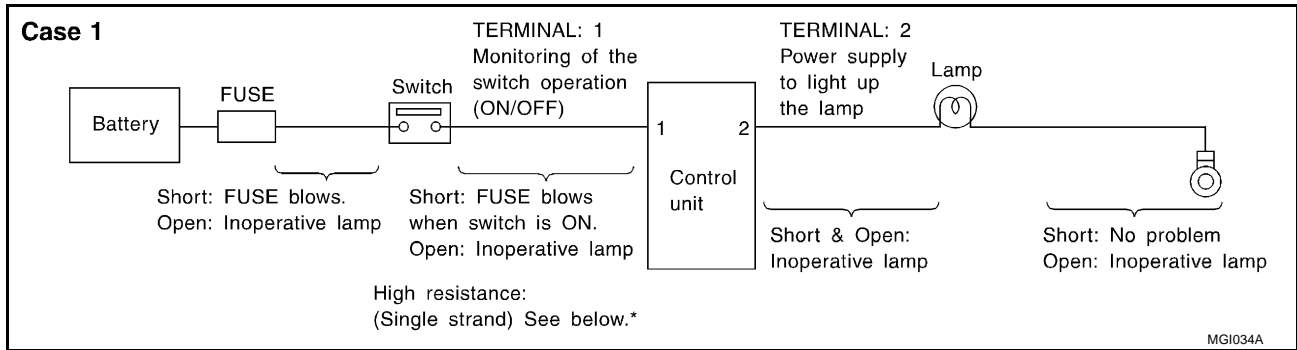 Case 1
TERMINAL: 1
Monitoring of the
switch operation
(ON/OFF)
TERMINAL: 2
Power supply
to light up
the lamp
Lamp
Battery
FUSE
Switch
1
2
Control
unit
Short: FUSE blows.
Open: Inoperative lamp
Short: FUSE blows
when switch is ON.
Open: Inoperative lamp
Short & Open:
Inoperative lamp
Short: No problem
Open: Inoperative lamp
High resistance:
(Single strand) See below.*
MGI034A